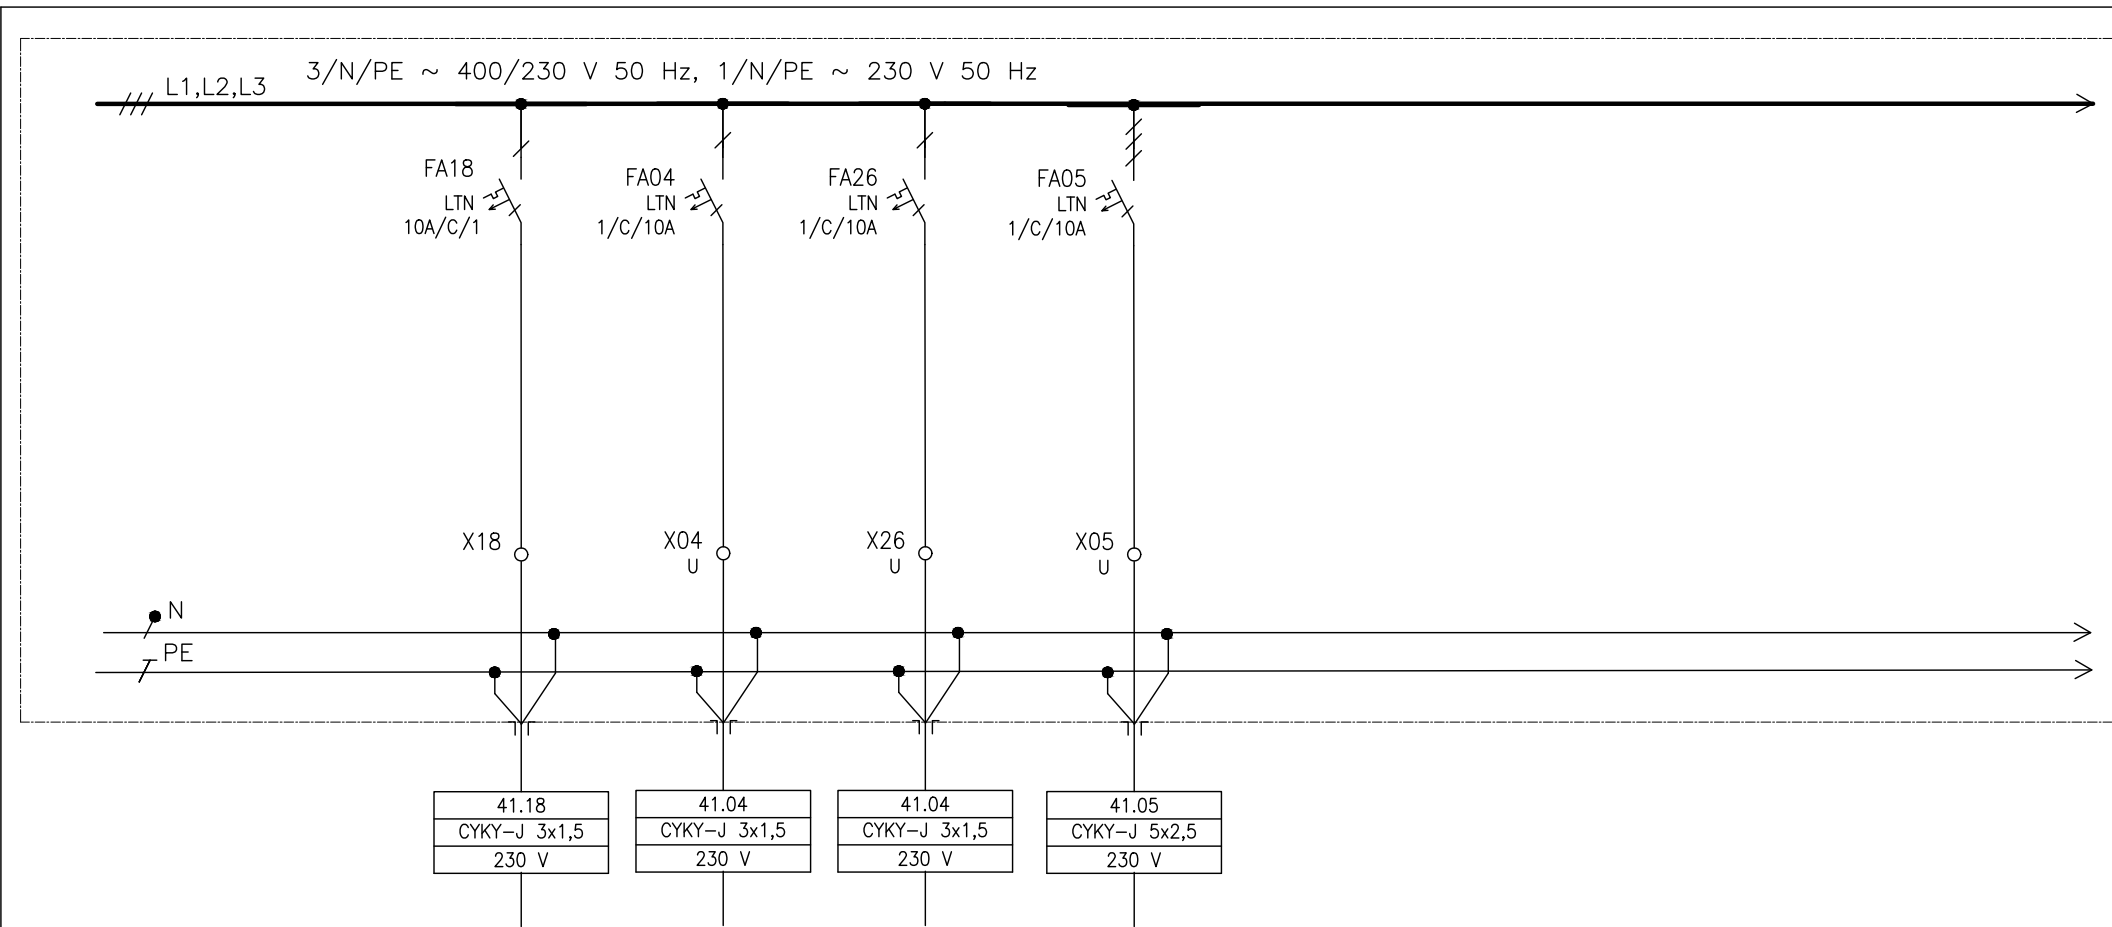 3/N/PE ~ 400/230 V 50 Hz, 1/N/PE ~ 230 V 50 Hz
L1,L2,L3
FA18
LTN
10A/C/1
FA04
LTN
1/C/10A
FA26
LTN
1/C/10A
FA05
LTN
1/C/10A
X18
X04
U
X26
U
X05
U
N
PE
41.18
CYKY-J 3x1,5
230 V
41.04
CYKY-J 3x1,5
230 V
41.04
CYKY-J 3x1,5
230 V
41.05
CYKY-J 5x2,5
230 V